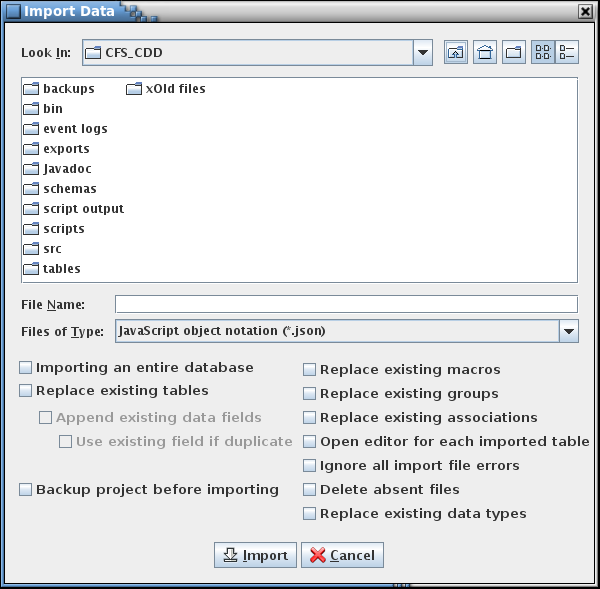 Import Data
Look In: CFS_CDD
backups xOld files
bin
event logs
exports
Javadoc
schemas
script output
scripts
src
tables
File Name:
Files of Type: JavaScript object notation (*.json)
Importing an entire database
Replace existing tables
Append existing data fields
Use existing field if duplicate
Backup project before importing
Replace existing macros
Replace existing groups
Replace existing associations
Open editor for each imported table
Ignore all import file errors
Delete absent files
Replace existing data types
Import Cancel